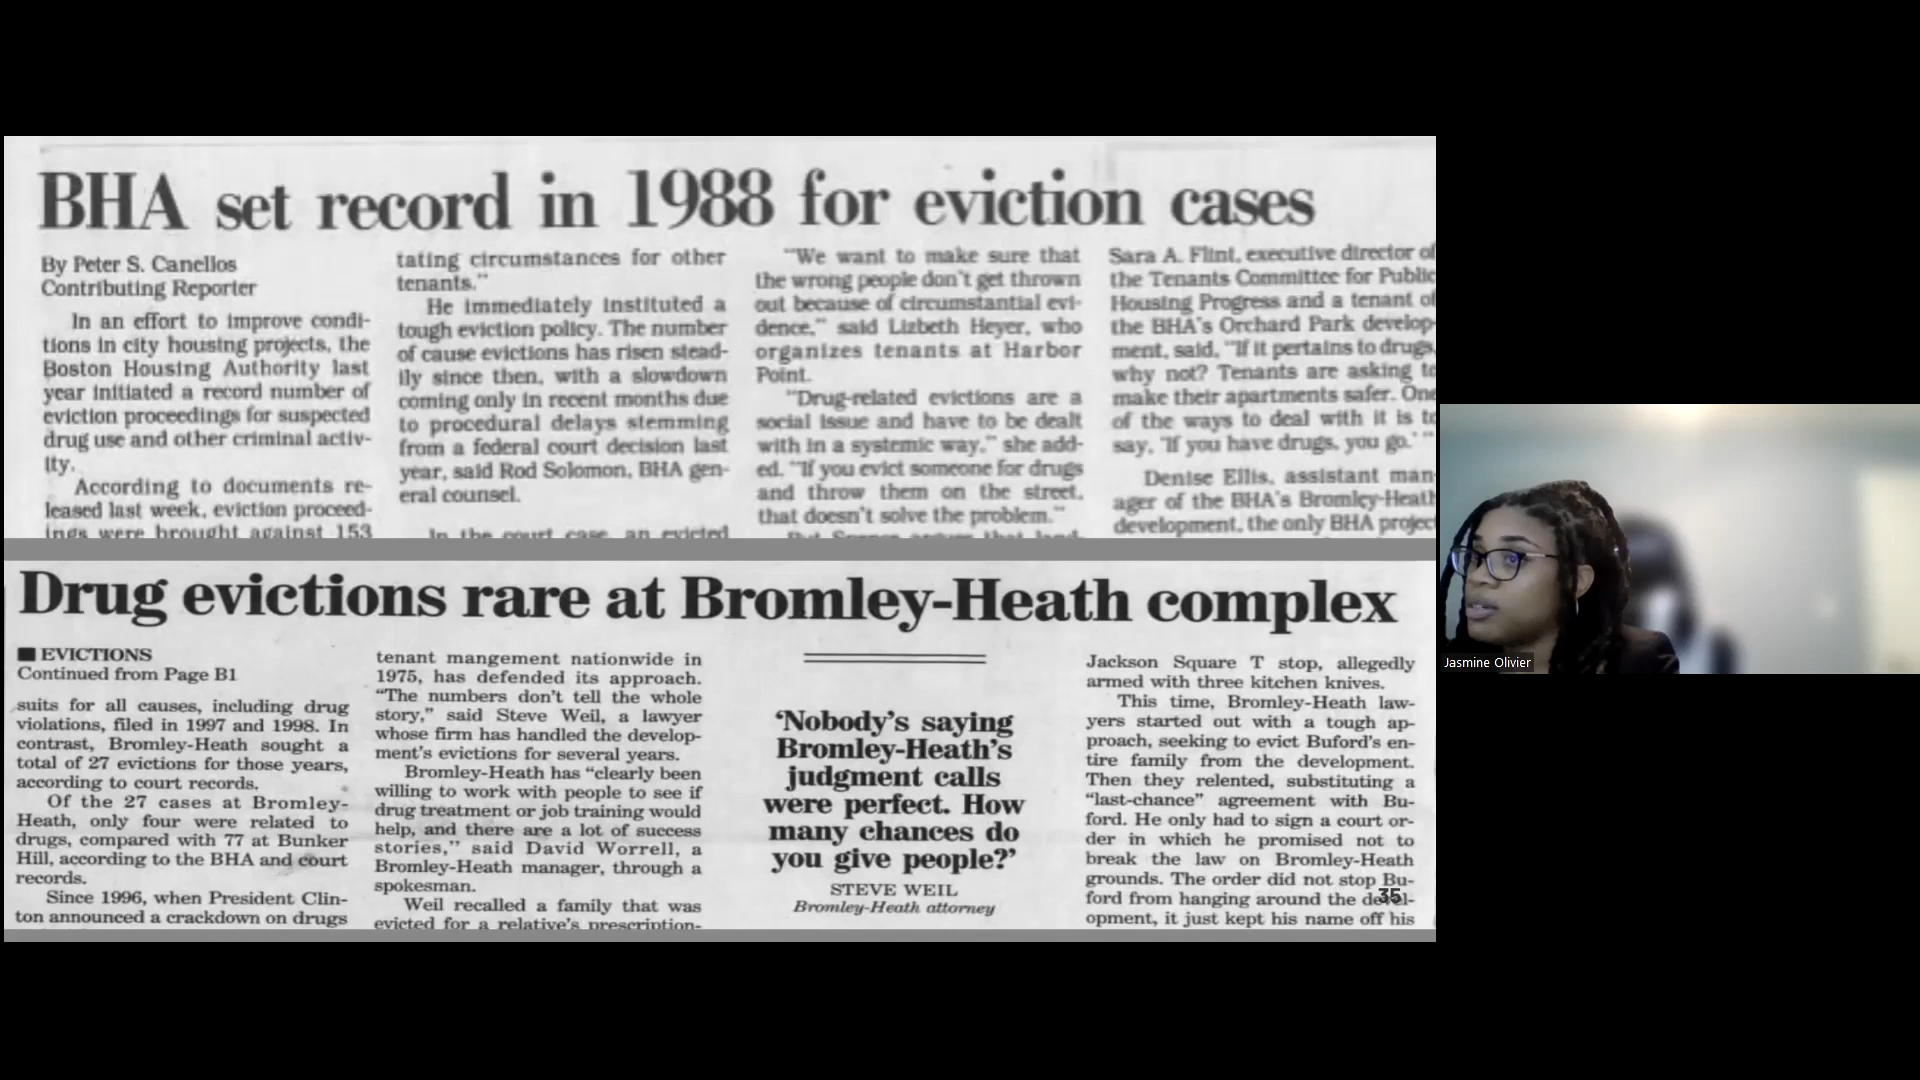 BHA set record in 1988 for eviction cases
By Peter S. Canellos
Contributing Reporter
In an effort to improve condi-
tions in city housing projects, the
Boston Housing Authority last
year initiated a record number of
eviction proceedings for suspected
drug use and other criminal activ-
ity.
According to documents re-
leased last week, eviction proceed-
ings were brought against 153
tating circumstances for other
tenants."
He immediately instituted a
tough eviction policy. The number
of cause evictions has risen stead-
ily since then, with a slowdown
coming only in recent months due
to procedural delays stemming
from a federal court decision last
year, said Rod Solomon, BHA gen-
eral counsel.
In the court case, an evicted
"We want to make sure that
the wrong people don't get thrown
out because of circumstantial evi-
dence," said Lizbeth Heyer, who
organizes tenants at Harbor
Point.
"Drug-related evictions are a
social issue and have to be dealt
with in a systemic way," she add-
ed. "If you evict someone for drugs
and throw them on the street,
that doesn't solve the problem."
Sara A. Flint, executive director of
the Tenants Committee for Public
Housing Progress and a tenant of
the BHA's Orchard Park develop-
ment, said, "If it pertains to drugs,
why not? Tenants are asking to
make their apartments safer. One
of the ways to deal with it is to
say, 'If you have drugs, you go.'"
Denise Ellis, assistant man-
ager of the BHA's Bromley-Heath
development, the only BHA project
Drug evictions rare at Bromley-Heath complex
■ EVICTIONS
Continued from Page B1
suits for all causes, including drug
violations, filed in 1997 and 1998. In
contrast, Bromley-Heath sought a
total of 27 evictions for those years,
according to court records.
Of the 27 cases at Bromley-
Heath, only four were related to
drugs, compared with 77 at Bunker
Hill, according to the BHA and court
records.
Since 1996, when President Clin-
ton announced a crackdown on drugs
tenant mangement nationwide in
1975, has defended its approach.
"The numbers don't tell the whole
story," said Steve Weil, a lawyer
whose firm has handled the develop-
ment's evictions for several years.
Bromley-Heath has "clearly been
willing to work with people to see if
drug treatment or job training would
help, and there are a lot of success
stories," said David Worrell, a
Bromley-Heath manager, through a
spokesman.
Weil recalled a family that was
evicted for a relative's prescription-
'Nobody's saying
Bromley-Heath's
judgment calls
were perfect. How
many chances do
you give people?'
STEVE WEIL
Bromley-Heath attorney
Jackson Square T stop, allegedly
armed with three kitchen knives.
This time, Bromley-Heath law-
yers started out with a tough ap-
proach, seeking to evict Buford's en-
tire family from the development.
Then they relented, substituting a
"last-chance" agreement with Bu-
ford. He only had to sign a court or-
der in which he promised not to
break the law on Bromley-Heath
grounds. The order did not stop Bu-
ford from hanging around the devel-
opment, it just kept his name off his
35
Jasmine Olivier